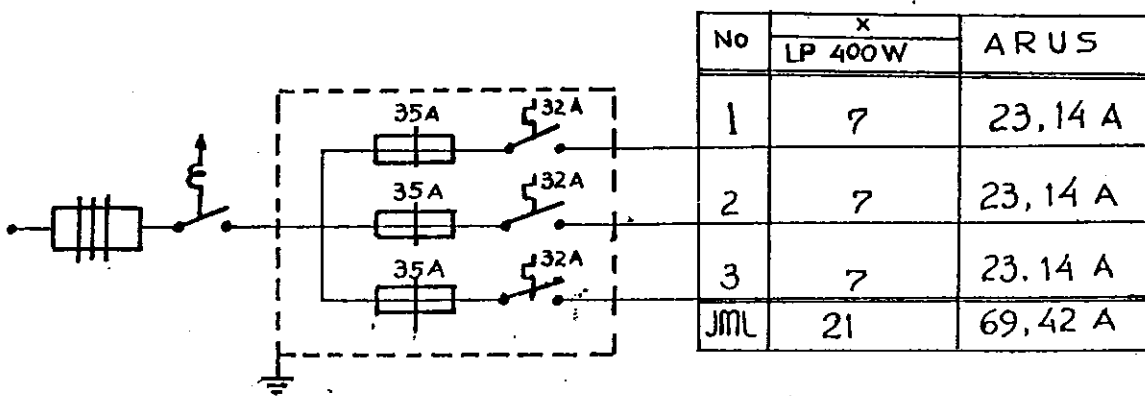 No x LP 400W ARUS
35A 32A
1 7 23,14 A
35A 32A
2 7 23,14 A
35A 32A
3 7 23.14 A
JML 21 69,42 A